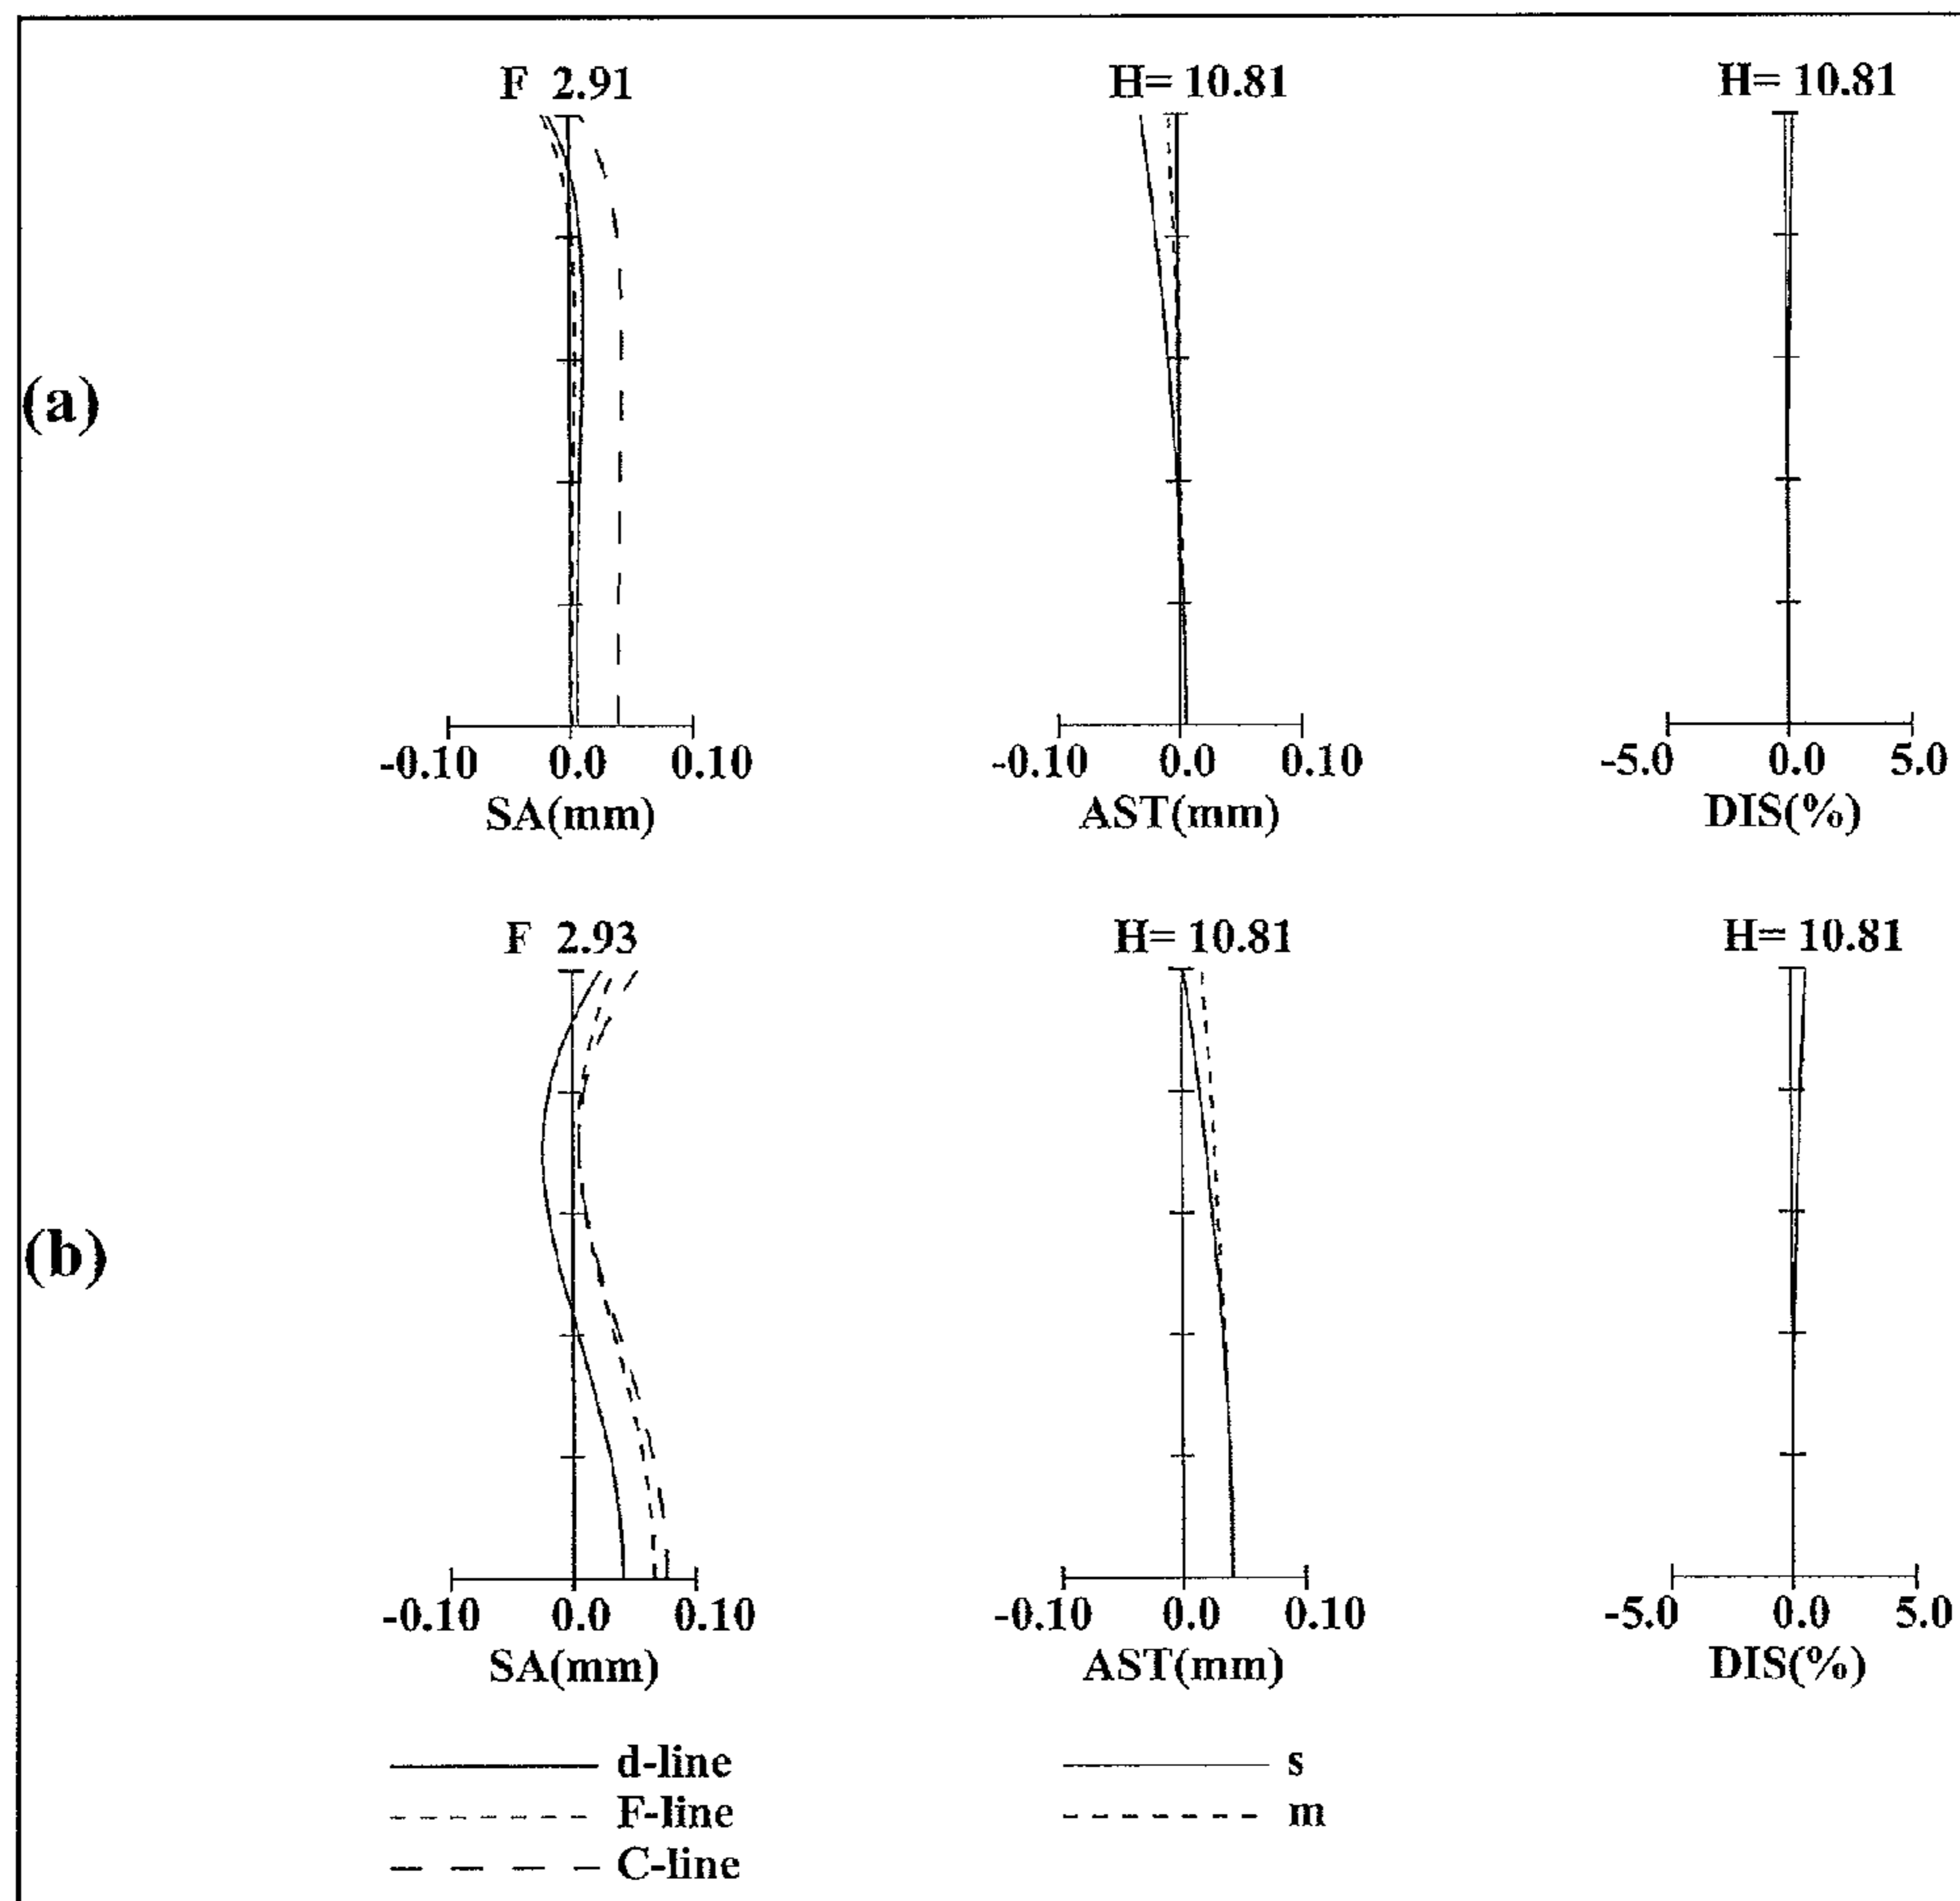 F 2.91
H= 10.81
H= 10.81
(a)
-0.10 0.0 0.10
SA(mm)
-0.10 0.0 0.10
AST(mm)
-5.0 0.0 5.0
DIS(%)
F 2.93
H= 10.81
H= 10.81
(b)
-0.10 0.0 0.10
SA(mm)
-0.10 0.0 0.10
AST(mm)
-5.0 0.0 5.0
DIS(%)
d-line
F-line
C-line
s
m